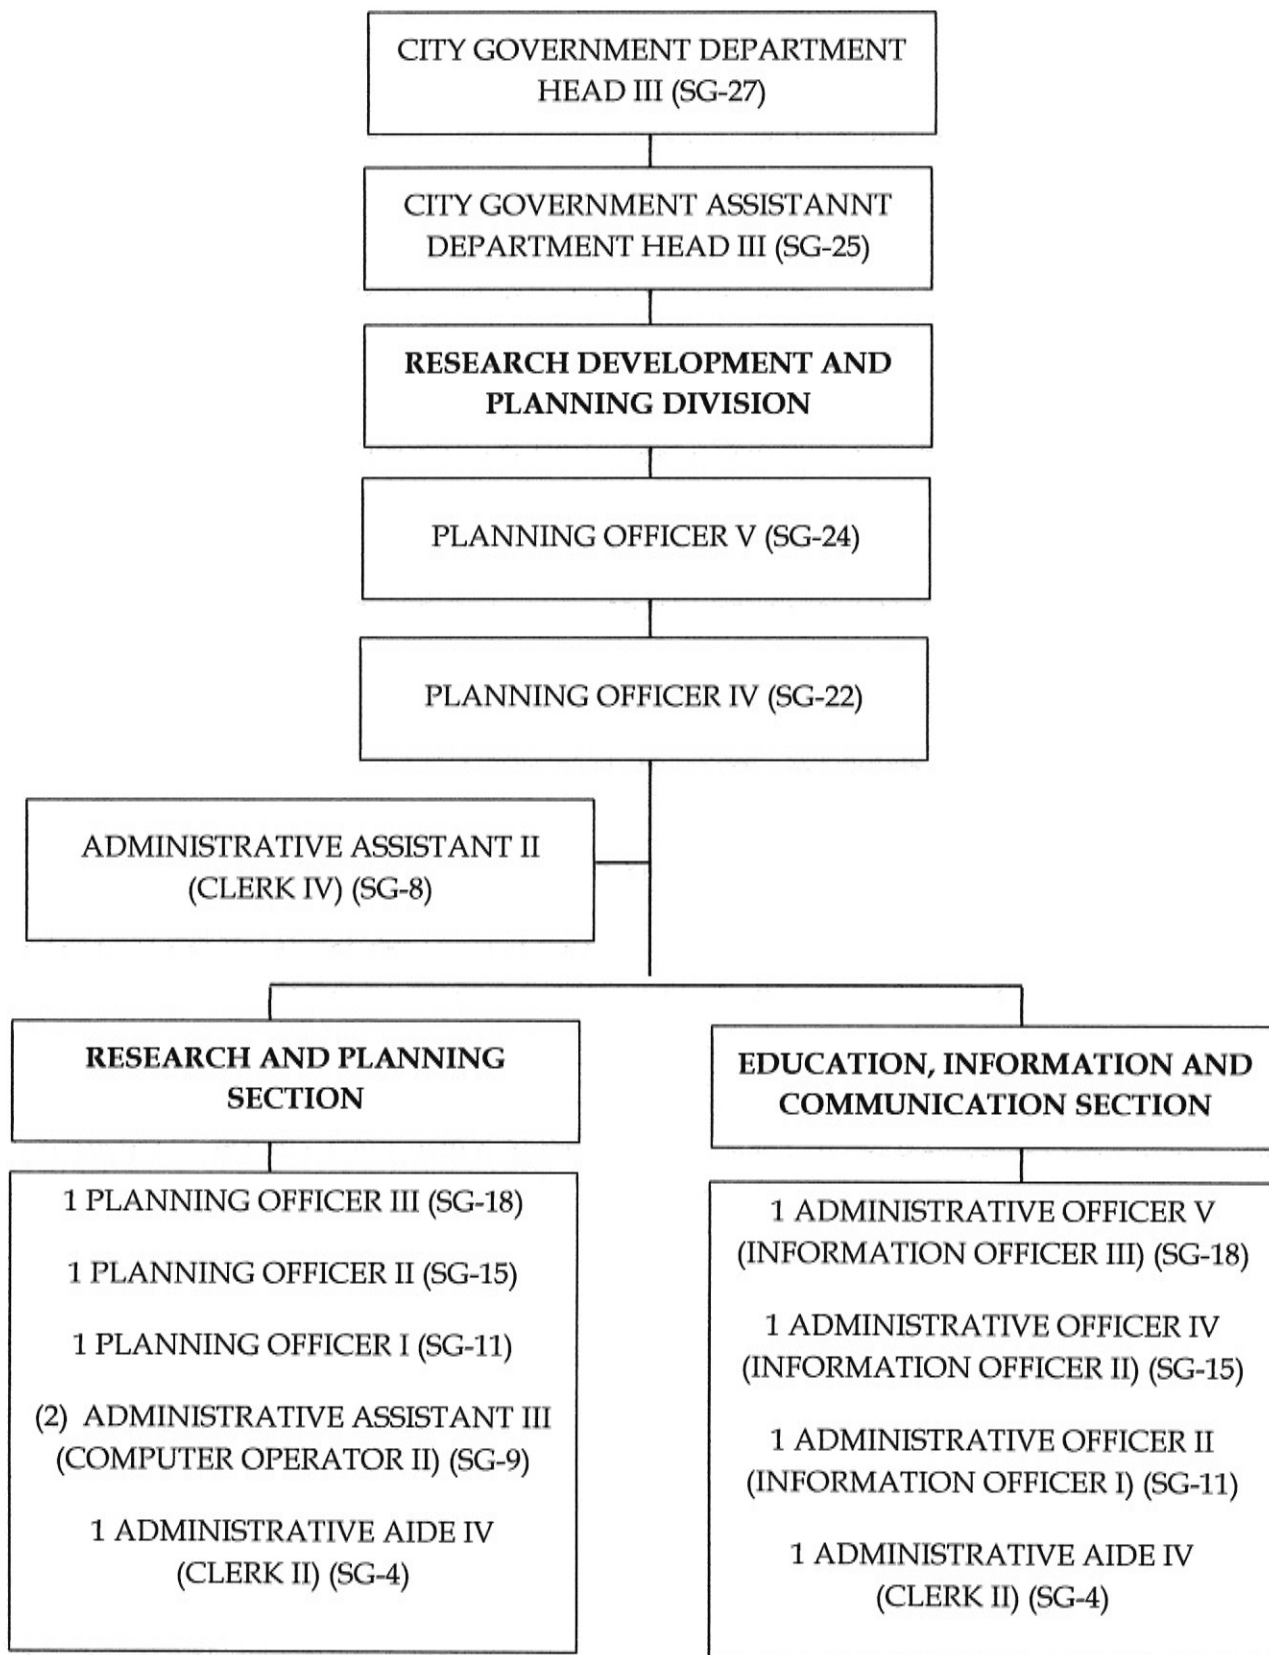 CITY GOVERNMENT DEPARTMENT
HEAD III (SG-27)
CITY GOVERNMENT ASSISTANNT
DEPARTMENT HEAD III (SG-25)
RESEARCH DEVELOPMENT AND
PLANNING DIVISION
PLANNING OFFICER V (SG-24)
PLANNING OFFICER IV (SG-22)
ADMINISTRATIVE ASSISTANT II
(CLERK IV) (SG-8)
RESEARCH AND PLANNING
SECTION
1 PLANNING OFFICER III (SG-18)
1 PLANNING OFFICER II (SG-15)
1 PLANNING OFFICER I (SG-11)
(2) ADMINISTRATIVE ASSISTANT III
(COMPUTER OPERATOR II) (SG-9)
1 ADMINISTRATIVE AIDE IV
(CLERK II) (SG-4)
EDUCATION, INFORMATION AND
COMMUNICATION SECTION
1 ADMINISTRATIVE OFFICER V
(INFORMATION OFFICER III) (SG-18)
1 ADMINISTRATIVE OFFICER IV
(INFORMATION OFFICER II) (SG-15)
1 ADMINISTRATIVE OFFICER II
(INFORMATION OFFICER I) (SG-11)
1 ADMINISTRATIVE AIDE IV
(CLERK II) (SG-4)